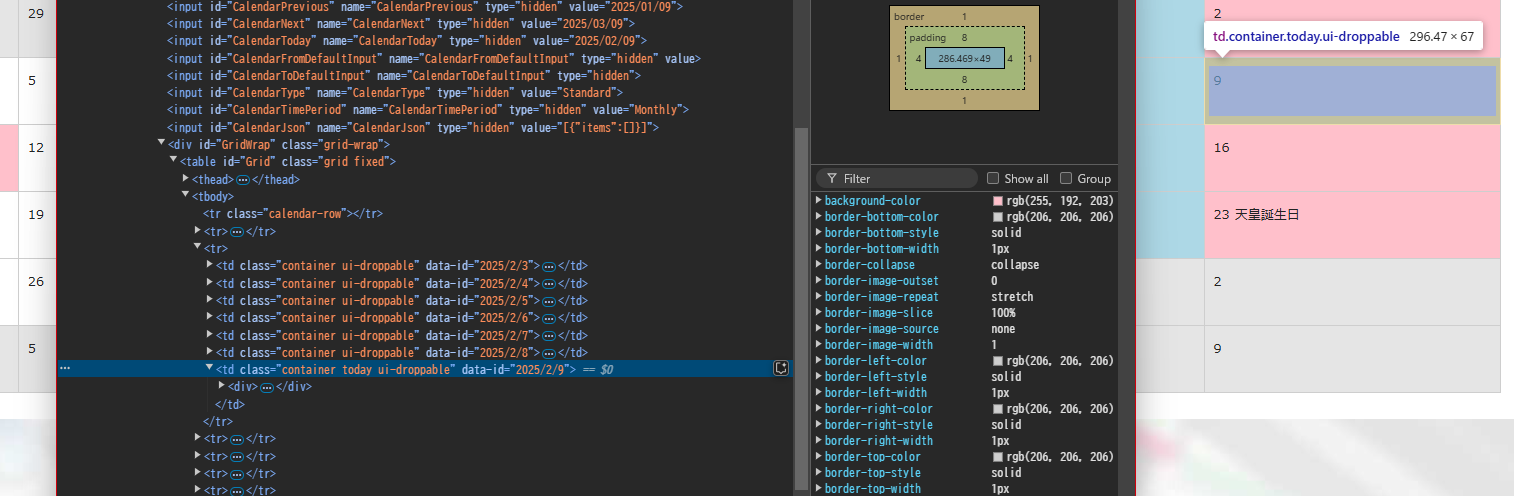 29
5
12
19
26
5
<input id="CalendarPrevious" name="CalendarPrevious" type="hidden" value="2025/01/09">
<input id="CalendarNext" name="CalendarNext" type="hidden" value="2025/03/09">
<input id="CalendarToday" name="CalendarToday" type="hidden" value="2025/02/09">
<input id="CalendarFromDefaultInput" name="CalendarFromDefaultInput" type="hidden" value>
<input id="CalendarToDefaultInput" name="CalendarToDefaultInput" type="hidden">
<input id="CalendarType" name="CalendarType" type="hidden" value="Standard">
<input id="CalendarTimePeriod" name="CalendarTimePeriod" type="hidden" value="Monthly">
<input id="CalendarJson" name="CalendarJson" type="hidden" value="[{"items":[]}]">
<div id="GridWrap" class="grid-wrap">
<table id="Grid" class="grid fixed">
<thead>…</thead>
<tbody>
<tr class="calendar-row"></tr>
<tr>…</tr>
<tr>
<td class="container ui-droppable" data-id="2025/2/3">…</td>
<td class="container ui-droppable" data-id="2025/2/4">…</td>
<td class="container ui-droppable" data-id="2025/2/5">…</td>
<td class="container ui-droppable" data-id="2025/2/6">…</td>
<td class="container ui-droppable" data-id="2025/2/7">…</td>
<td class="container ui-droppable" data-id="2025/2/8">…</td>
… <td class="container today ui-droppable" data-id="2025/2/9"> == $0
<div>…</div>
</td>
</tr>
<tr>…</tr>
<tr>…</tr>
<tr>…</tr>
<tr>…</tr>
border 1
padding 8
1 4 286.469×49 4 1
8
1
Filter Show all Group
background-color rgb(255, 192, 203)
border-bottom-color rgb(206, 206, 206)
border-bottom-style solid
border-bottom-width 1px
border-collapse collapse
border-image-outset 0
border-image-repeat stretch
border-image-slice 100%
border-image-source none
border-image-width 1
border-left-color rgb(206, 206, 206)
border-left-style solid
border-left-width 1px
border-right-color rgb(206, 206, 206)
border-right-style solid
border-right-width 1px
border-top-color rgb(206, 206, 206)
border-top-style solid
border-top-width 1px
2
td.container.today.ui-droppable 296.47 × 67
9
16
23 天皇誕生日
2
9